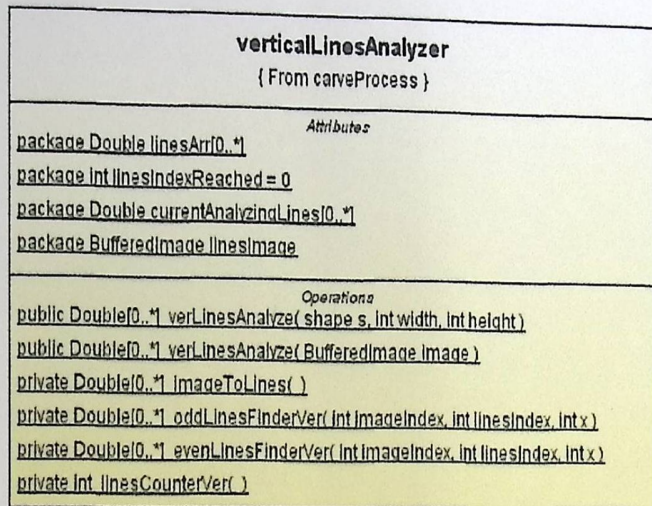 verticalLinesAnalyzer
{ From carveProcess }
Attributes
package Double linesArr[0..*]
package int linesIndexReached = 0
package Double currentAnalyzingLines[0..*]
package BufferedImage linesImage
Operations
public Double[0..*] verLinesAnalyze( shape s, int width, int height )
public Double[0..*] verLinesAnalyze( BufferedImage image )
private Double[0..*] imageToLines( )
private Double[0..*] oddLinesFinderVer( int imageIndex, int linesIndex, int x )
private Double[0..*] evenLinesFinderVer( int imageIndex, int linesIndex, int x )
private int linesCounterVer( )